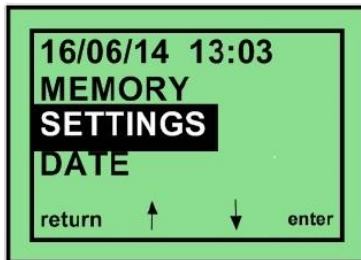 16/06/14 13:03
MEMORY
SETTINGS
DATE
return ↑ ↓ enter